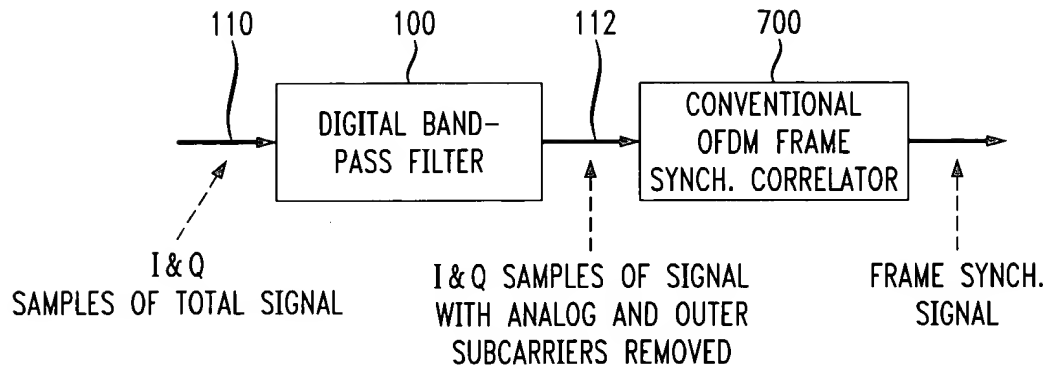 110
100
112
700
DIGITAL BAND-
PASS FILTER
CONVENTIONAL
OFDM FRAME
SYNCH. CORRELATOR
I & Q
SAMPLES OF TOTAL SIGNAL
I & Q SAMPLES OF SIGNAL
WITH ANALOG AND OUTER
SUBCARRIERS REMOVED
FRAME SYNCH.
SIGNAL